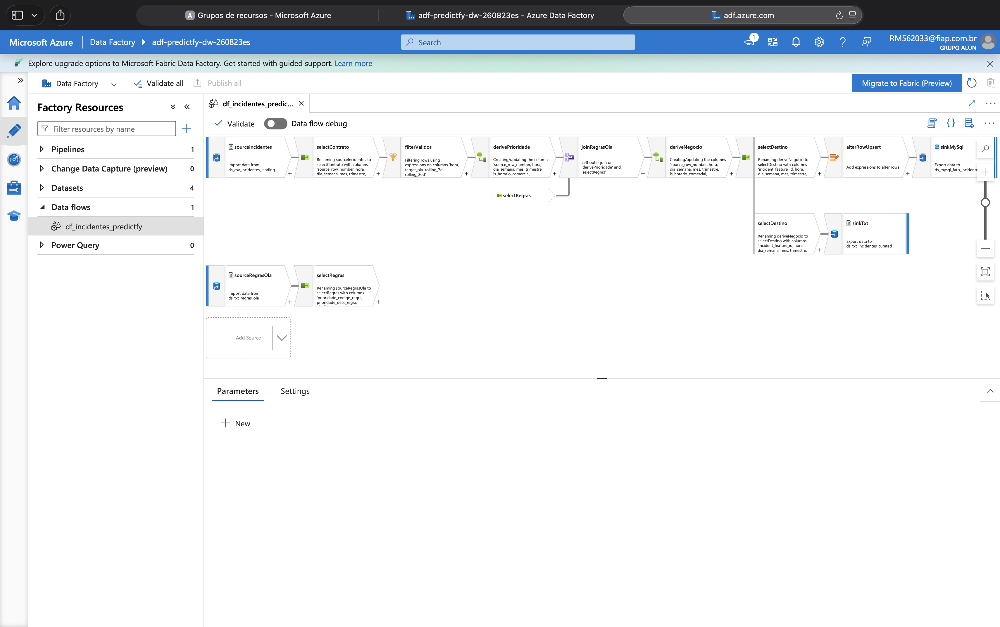 A Grupos de recursos - Microsoft Azure
adf-predictfy-dw-260823es - Azure Data Factory
adf.azure.com
Microsoft Azure
Data Factory
adf-predictfy-dw-260823es
Search
1
RM562033@fiap.com.br
GRUPO ALUN
Explore upgrade options to Microsoft Fabric Data Factory. Get started with guided support. Learn more
Data Factory
Validate all
Publish all
Migrate to Fabric (Preview)
Factory Resources
Filter resources by name
Pipelines 1
Change Data Capture (preview) 0
Datasets 4
Data flows 1
df_incidentes_predictfy
Power Query 0
df_incidentes_predic...
Validate
Data flow debug
sourceIncidentes
Import data from
ds_csv_incidentes_landing
selectContrato
Renaming sourceIncidentes to
selectContrato with columns
'source_row_number, hora,
dia_semana, mes, trimestre,
filterValidos
Filtering rows using
expressions on columns 'hora,
target_ola, rolling_7d,
rolling_30d'
derivePrioridade
Creating/updating the columns
'source_row_number, hora,
dia_semana, mes, trimestre,
is_horario_comercial,
joinRegrasOla
Left outer join on
'derivePrioridade' and
'selectRegras'
deriveNegocio
Creating/updating the columns
'source_row_number, hora,
dia_semana, mes, trimestre,
is_horario_comercial,
selectDestino
Renaming deriveNegocio to
selectDestino with columns
'incident_feature_id, hora,
dia_semana, mes, trimestre,
alterRowUpsert
Add expressions to alter rows
sinkMySql
Export data to
ds_mysql_fato_incidente
selectRegras
selectDestino
Renaming deriveNegocio to
selectDestino with columns
'incident_feature_id, hora,
dia_semana, mes, trimestre,
sinkTxt
Export data to
ds_txt_incidentes_curated
sourceRegrasOla
Import data from
ds_txt_regras_ola
selectRegras
Renaming sourceRegrasOla to
selectRegras with columns
'prioridade_codigo_regra,
prioridade_desc_regra,
Add Source
Parameters
Settings
New